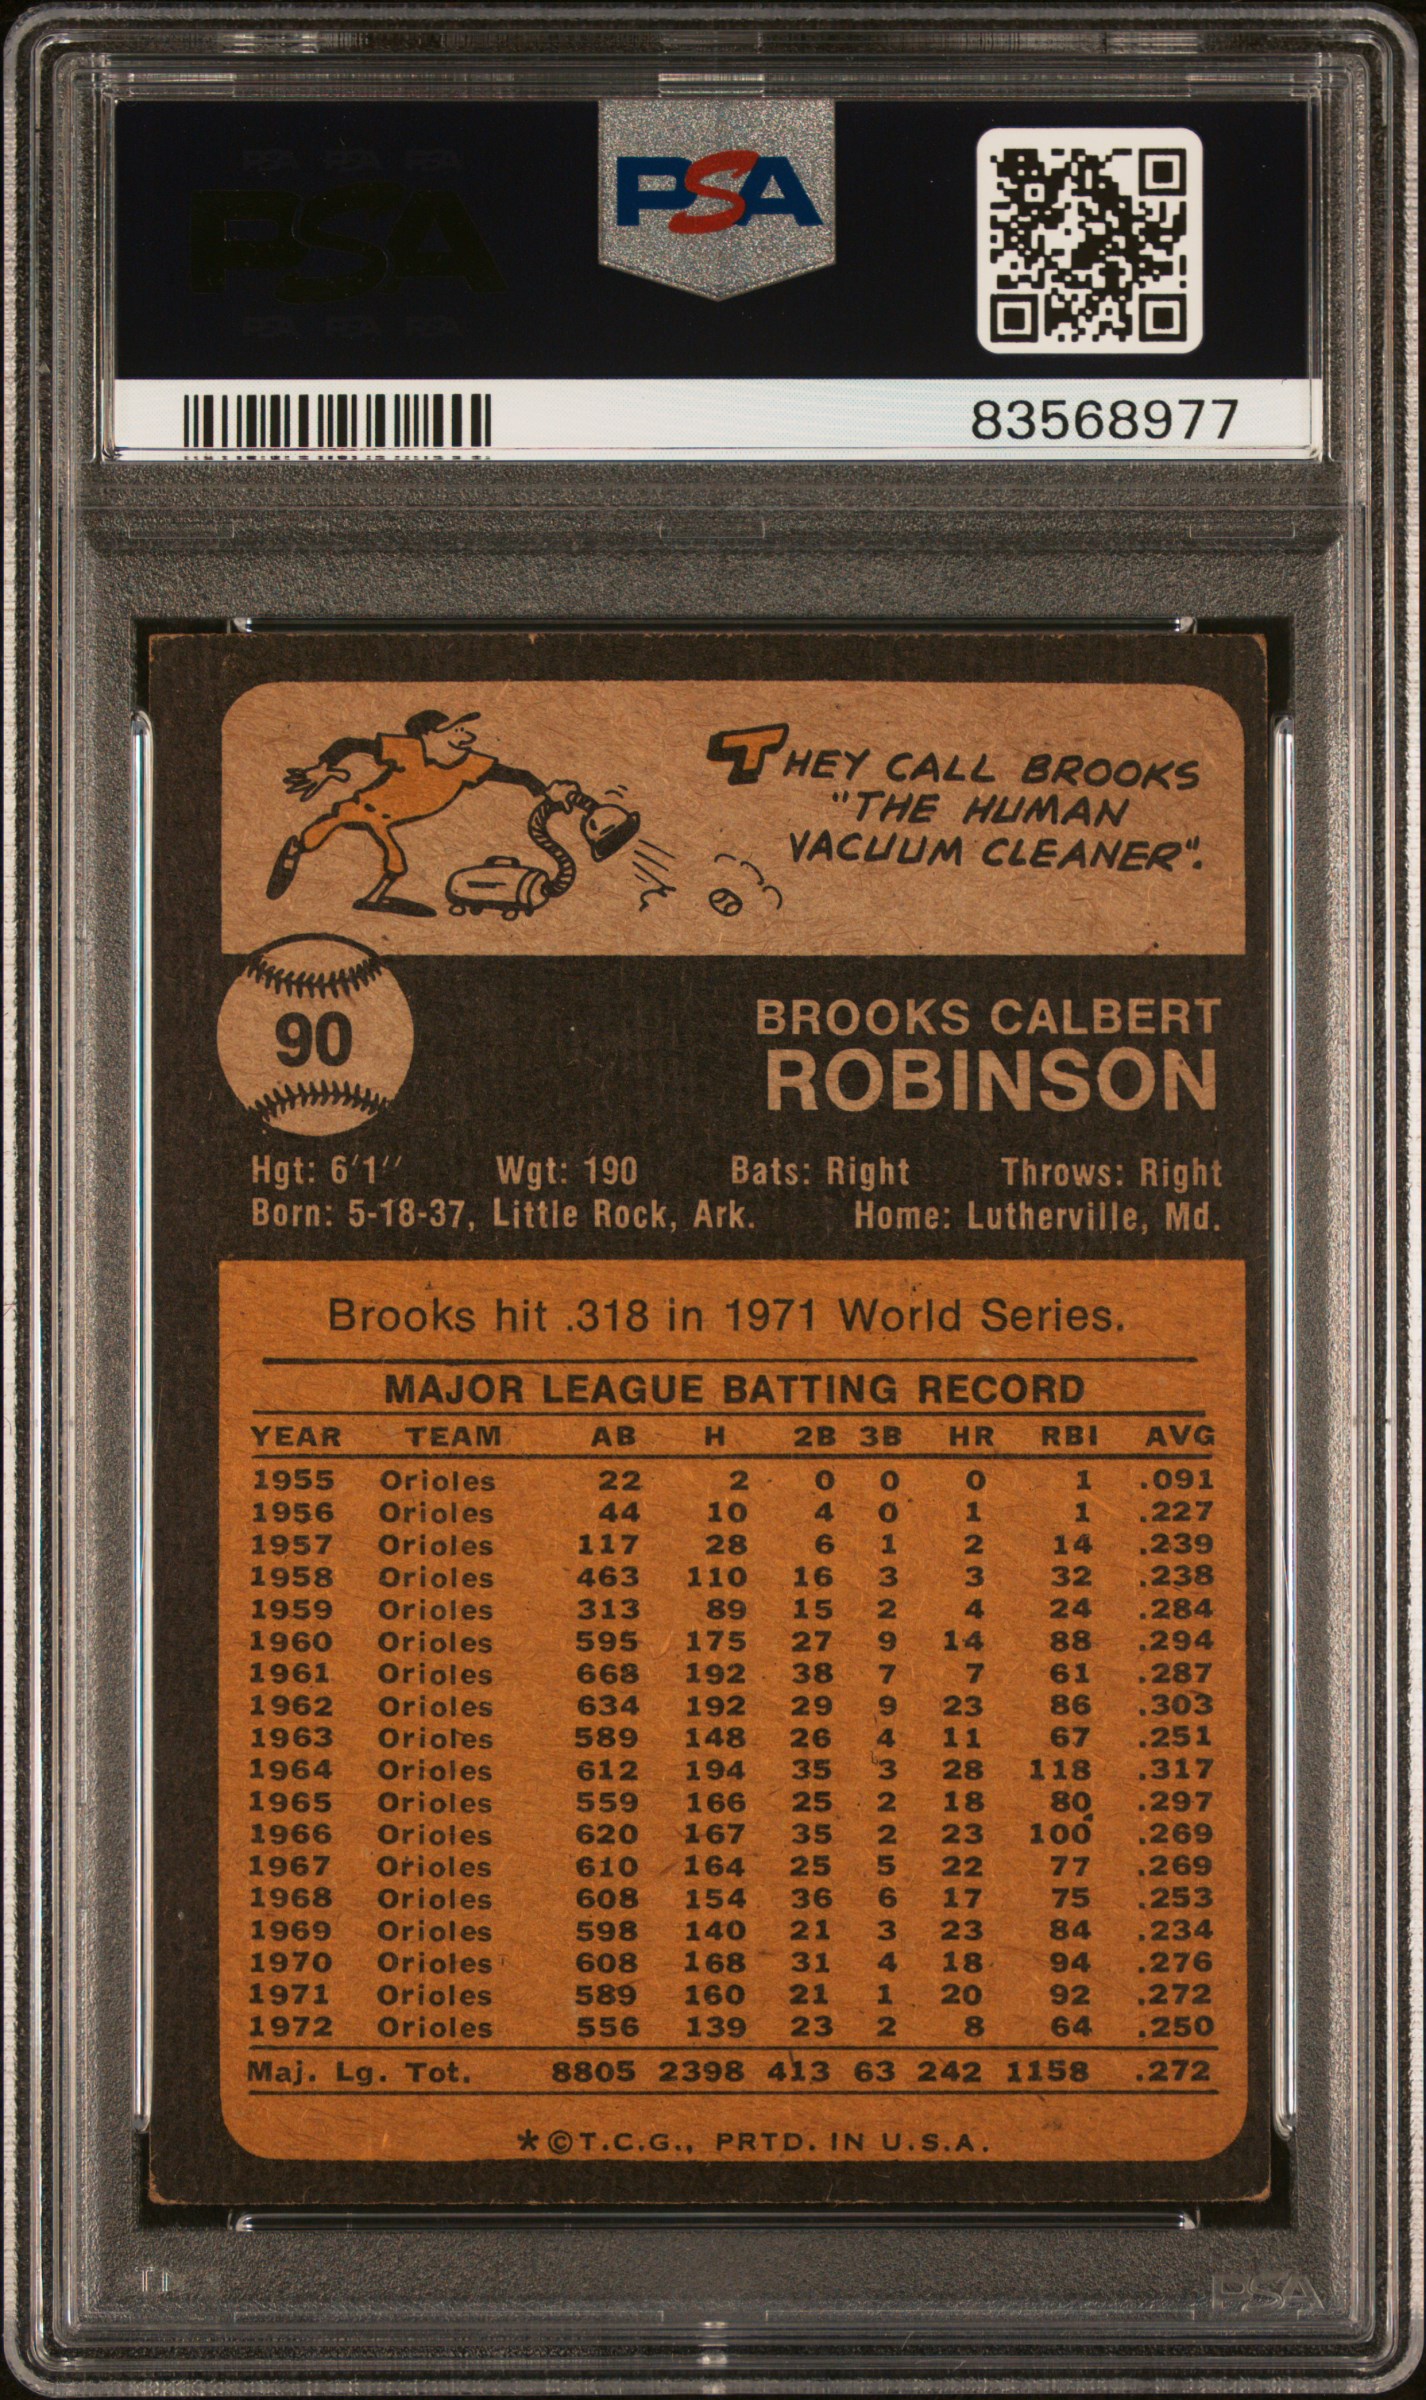 PSA PSA PSA
PSA
PSA PSA PSA
PSA
83568977
THEY CALL BROOKS
"THE HUMAN
VACUUM CLEANER".
90
BROOKS CALBERT
ROBINSON
Hgt: 6'1" Wgt: 190 Bats: Right Throws: Right
Born: 5-18-37, Little Rock, Ark. Home: Lutherville, Md.
Brooks hit .318 in 1971 World Series.
MAJOR LEAGUE BATTING RECORD
YEAR TEAM AB H 2B 3B HR RBI AVG
1955 Orioles 22 2 0 0 0 1 .091
1956 Orioles 44 10 4 0 1 1 .227
1957 Orioles 117 28 6 1 2 14 .239
1958 Orioles 463 110 16 3 3 32 .238
1959 Orioles 313 89 15 2 4 24 .284
1960 Orioles 595 175 27 9 14 88 .294
1961 Orioles 668 192 38 7 7 61 .287
1962 Orioles 634 192 29 9 23 86 .303
1963 Orioles 589 148 26 4 11 67 .251
1964 Orioles 612 194 35 3 28 118 .317
1965 Orioles 559 166 25 2 18 80 .297
1966 Orioles 620 167 35 2 23 100 .269
1967 Orioles 610 164 25 5 22 77 .269
1968 Orioles 608 154 36 6 17 75 .253
1969 Orioles 598 140 21 3 23 84 .234
1970 Orioles 608 168 31 4 18 94 .276
1971 Orioles 589 160 21 1 20 92 .272
1972 Orioles 556 139 23 2 8 64 .250
Maj. Lg. Tot. 8805 2398 413 63 242 1158 .272
*©T.C.G., PRTD. IN U.S.A.
PSA